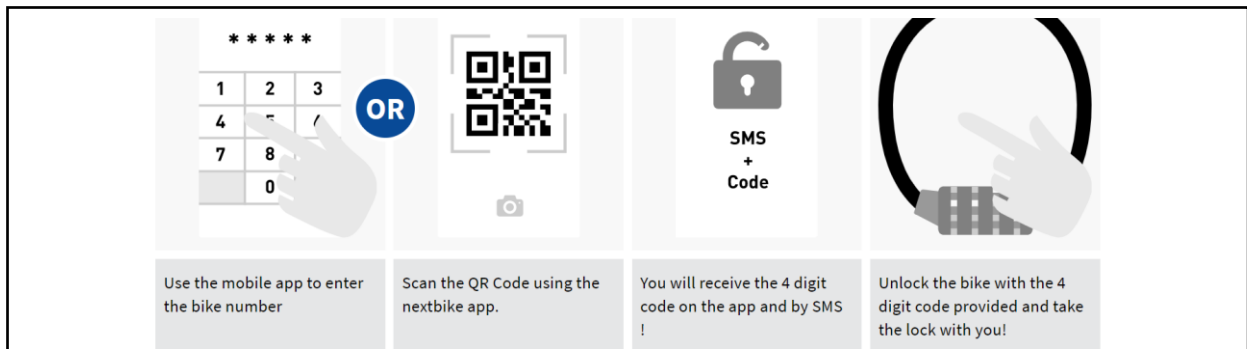 * * * * *
1 2 3
4 5
7 8
0
OR
SMS
+
Code
Use the mobile app to enter
the bike number
Scan the QR Code using the
nextbike app.
You will receive the 4 digit
code on the app and by SMS
!
Unlock the bike with the 4
digit code provided and take
the lock with you!